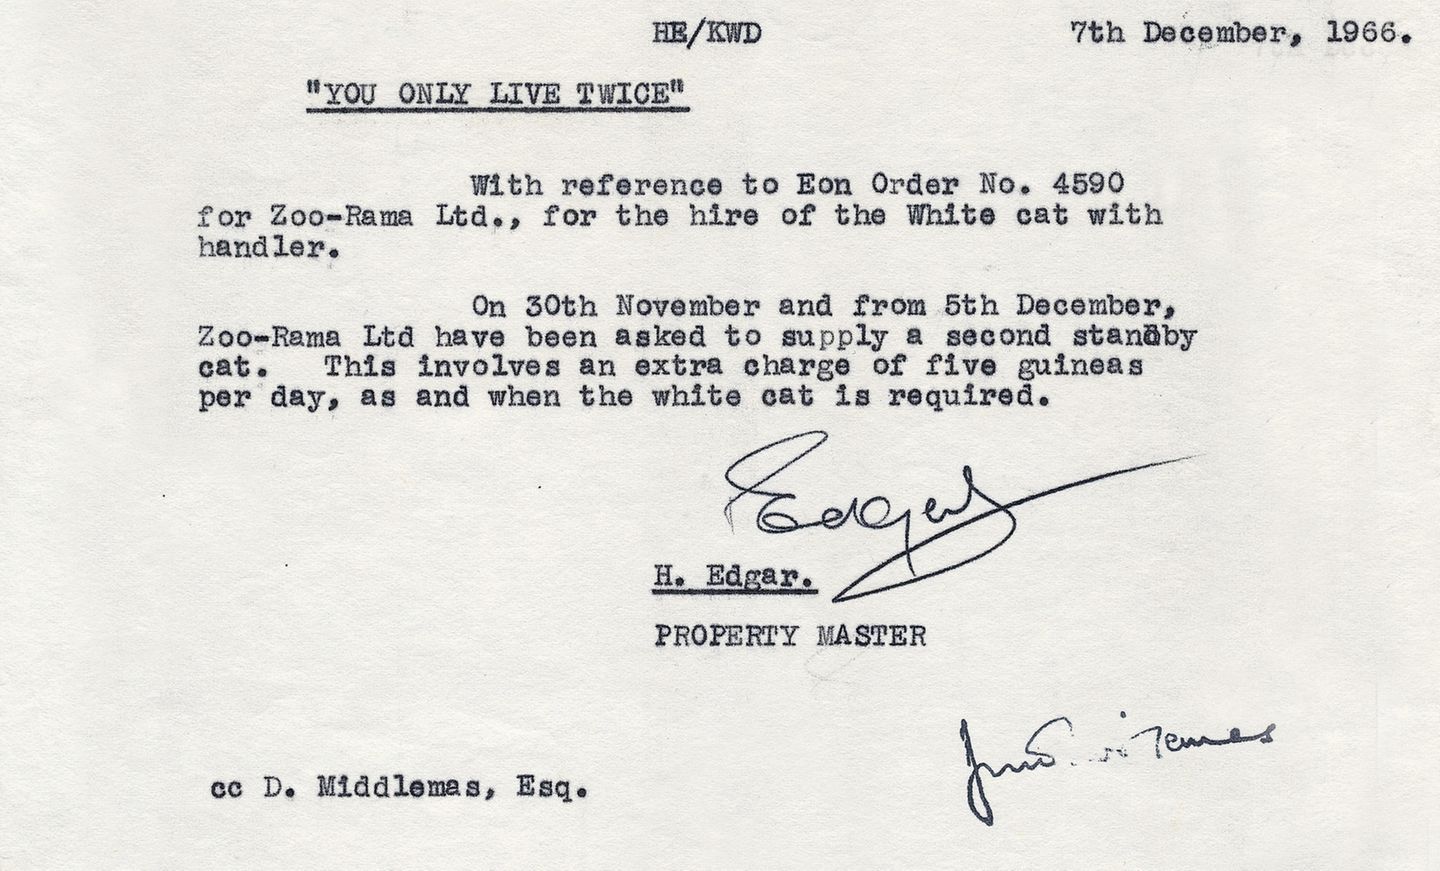 HE/KWD 7th December, 1966.
"YOU ONLY LIVE TWICE"
With reference to Eon Order No. 4590
for Zoo-Rama Ltd., for the hire of the White cat with
handler.
On 30th November and from 5th December,
Zoo-Rama Ltd have been asked to supply a second standby
cat. This involves an extra charge of five guineas
per day, as and when the white cat is required.
Edgar
H. Edgar.
PROPERTY MASTER
cc D. Middlemas, Esq.